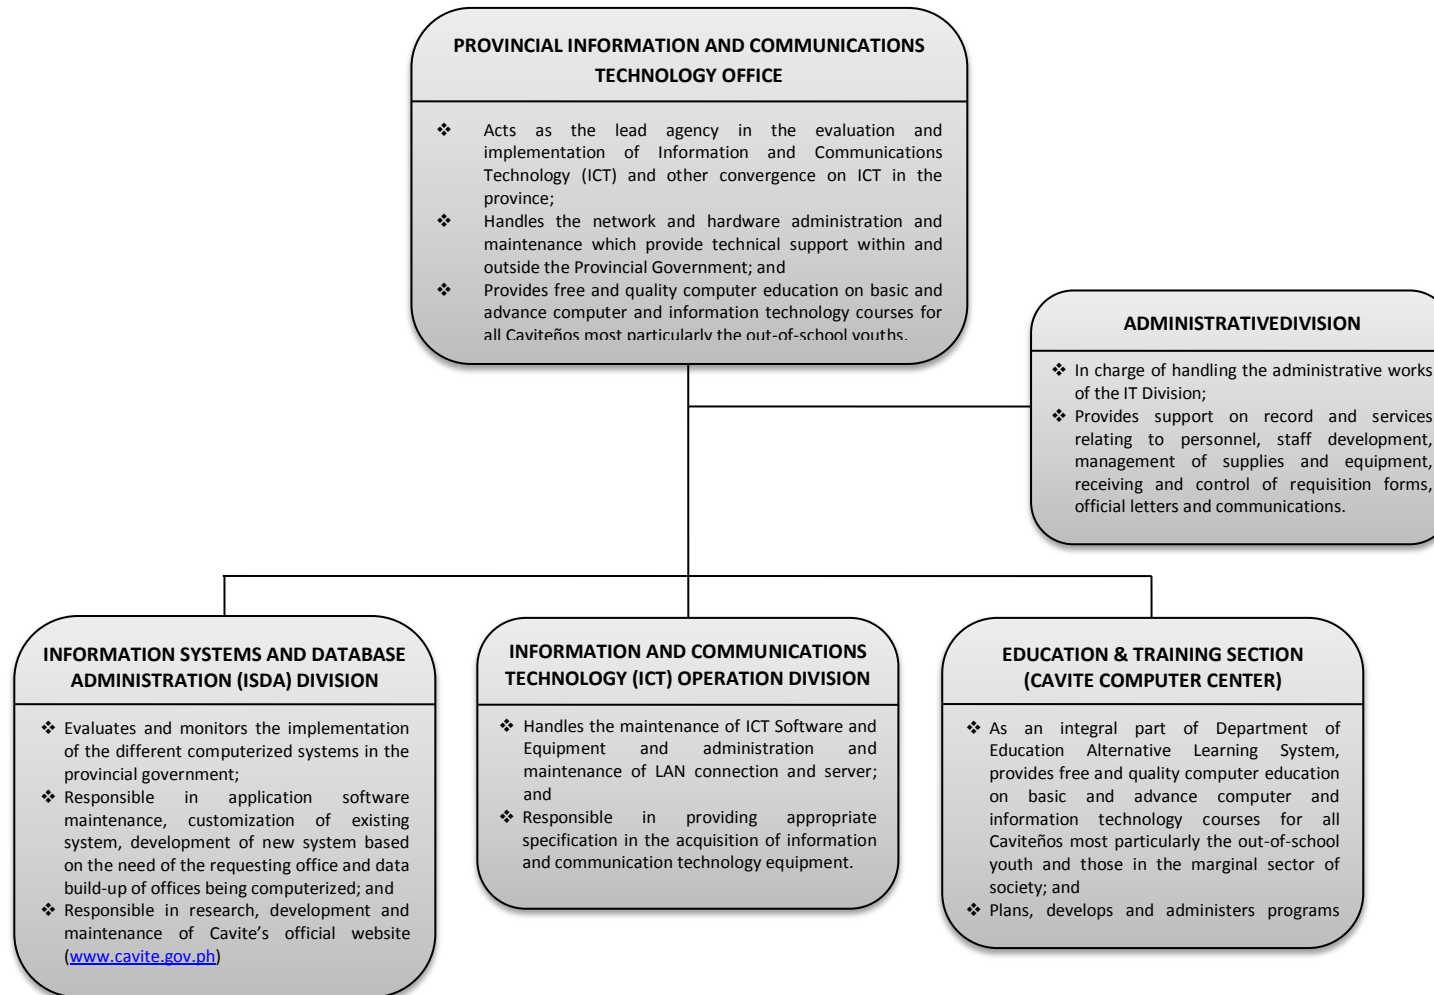 PROVINCIAL INFORMATION AND COMMUNICATIONS
TECHNOLOGY OFFICE
❖ Acts as the lead agency in the evaluation and
implementation of Information and Communications
Technology (ICT) and other convergence on ICT in the
province;
❖ Handles the network and hardware administration and
maintenance which provide technical support within and
outside the Provincial Government; and
❖ Provides free and quality computer education on basic and
advance computer and information technology courses for
all Caviteños most particularly the out-of-school youths.
ADMINISTRATIVEDIVISION
❖ In charge of handling the administrative works
of the IT Division;
❖ Provides support on record and services
relating to personnel, staff development,
management of supplies and equipment,
receiving and control of requisition forms,
official letters and communications.
INFORMATION SYSTEMS AND DATABASE
ADMINISTRATION (ISDA) DIVISION
❖ Evaluates and monitors the implementation
of the different computerized systems in the
provincial government;
❖ Responsible in application software
maintenance, customization of existing
system, development of new system based
on the need of the requesting office and data
build-up of offices being computerized; and
❖ Responsible in research, development and
maintenance of Cavite’s official website
(www.cavite.gov.ph)
INFORMATION AND COMMUNICATIONS
TECHNOLOGY (ICT) OPERATION DIVISION
❖ Handles the maintenance of ICT Software and
Equipment and administration and
maintenance of LAN connection and server;
and
❖ Responsible in providing appropriate
specification in the acquisition of information
and communication technology equipment.
EDUCATION & TRAINING SECTION
(CAVITE COMPUTER CENTER)
❖ As an integral part of Department of
Education Alternative Learning System,
provides free and quality computer education
on basic and advance computer and
information technology courses for all
Caviteños most particularly the out-of-school
youth and those in the marginal sector of
society; and
❖ Plans, develops and administers programs